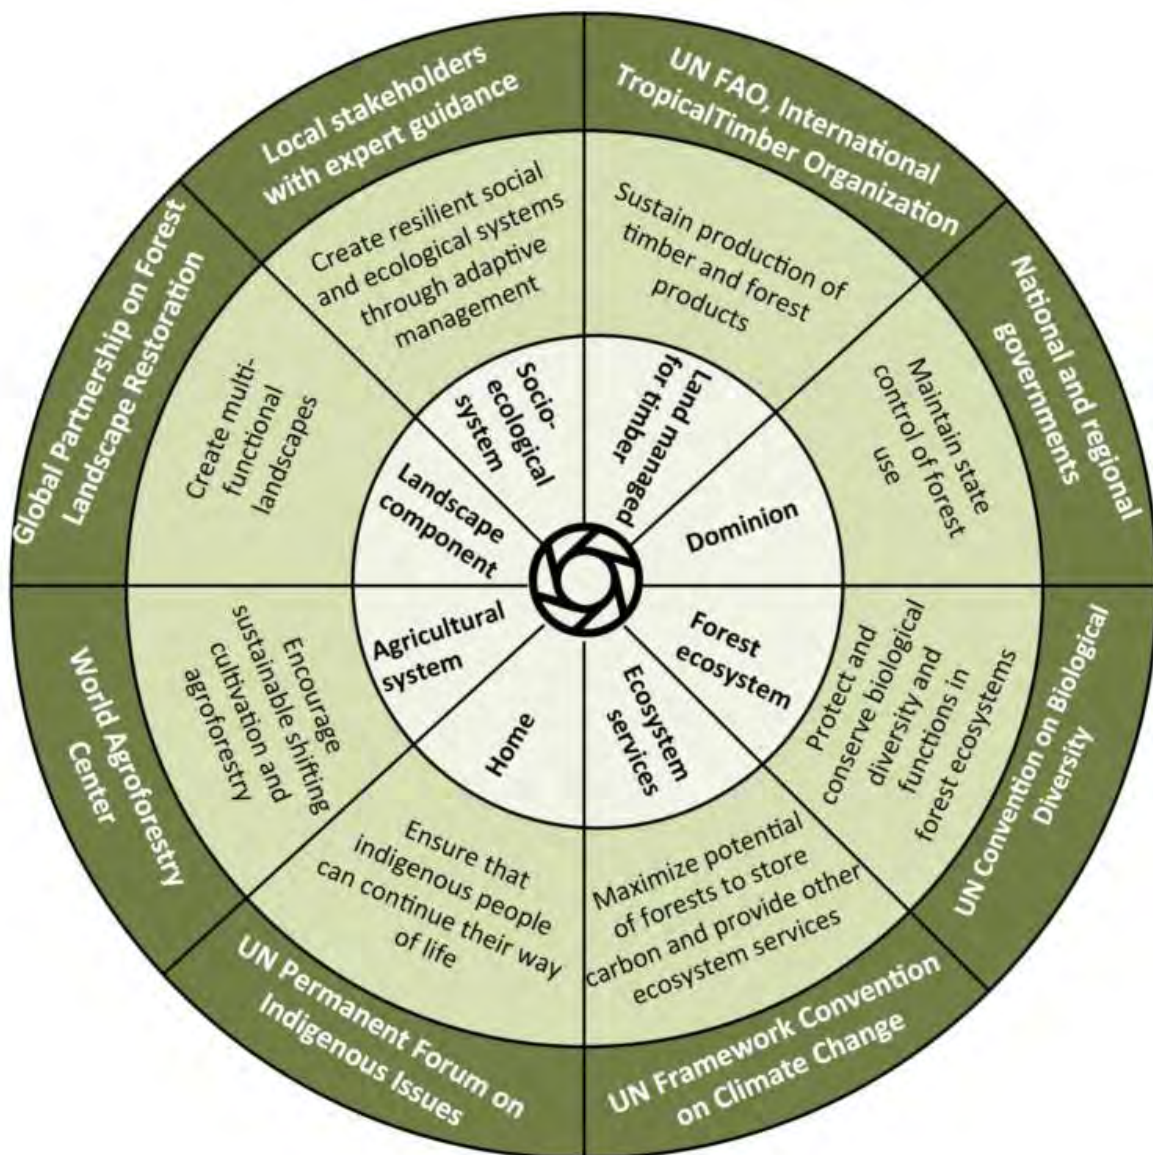 UN FAO, International
TropicalTimber Organization
Sustain production of
timber and forest
products
Land managed
for timber
National and regional
governments
Maintain state
control of forest
use
Dominion
UN Convention on Biological
Diversity
Protect and
conserve biological
diversity and
functions in
forest ecosystems
Forest
ecosystem
UN Framework Convention
on Climate Change
Maximize potential
of forests to store
carbon and provide other
ecosystem services
Ecosystem
services
UN Permanent Forum on
Indigenous Issues
Ensure that
indigenous people
can continue their way
of life
Home
World Agroforestry
Center
Encourage
sustainable shifting
cultivation and
agroforestry
Agricultural
system
Global Partnership on Forest
Landscape Restoration
Create multi-
functional
landscapes
Landscape
component
Local stakeholders
with expert guidance
Create resilient social
and ecological systems
through adaptive
management
Socio-
ecological
system